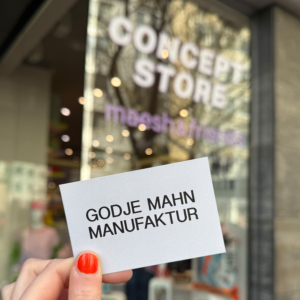 CONCEPT
STORE
GODJE MAHN
MANUFAKTUR